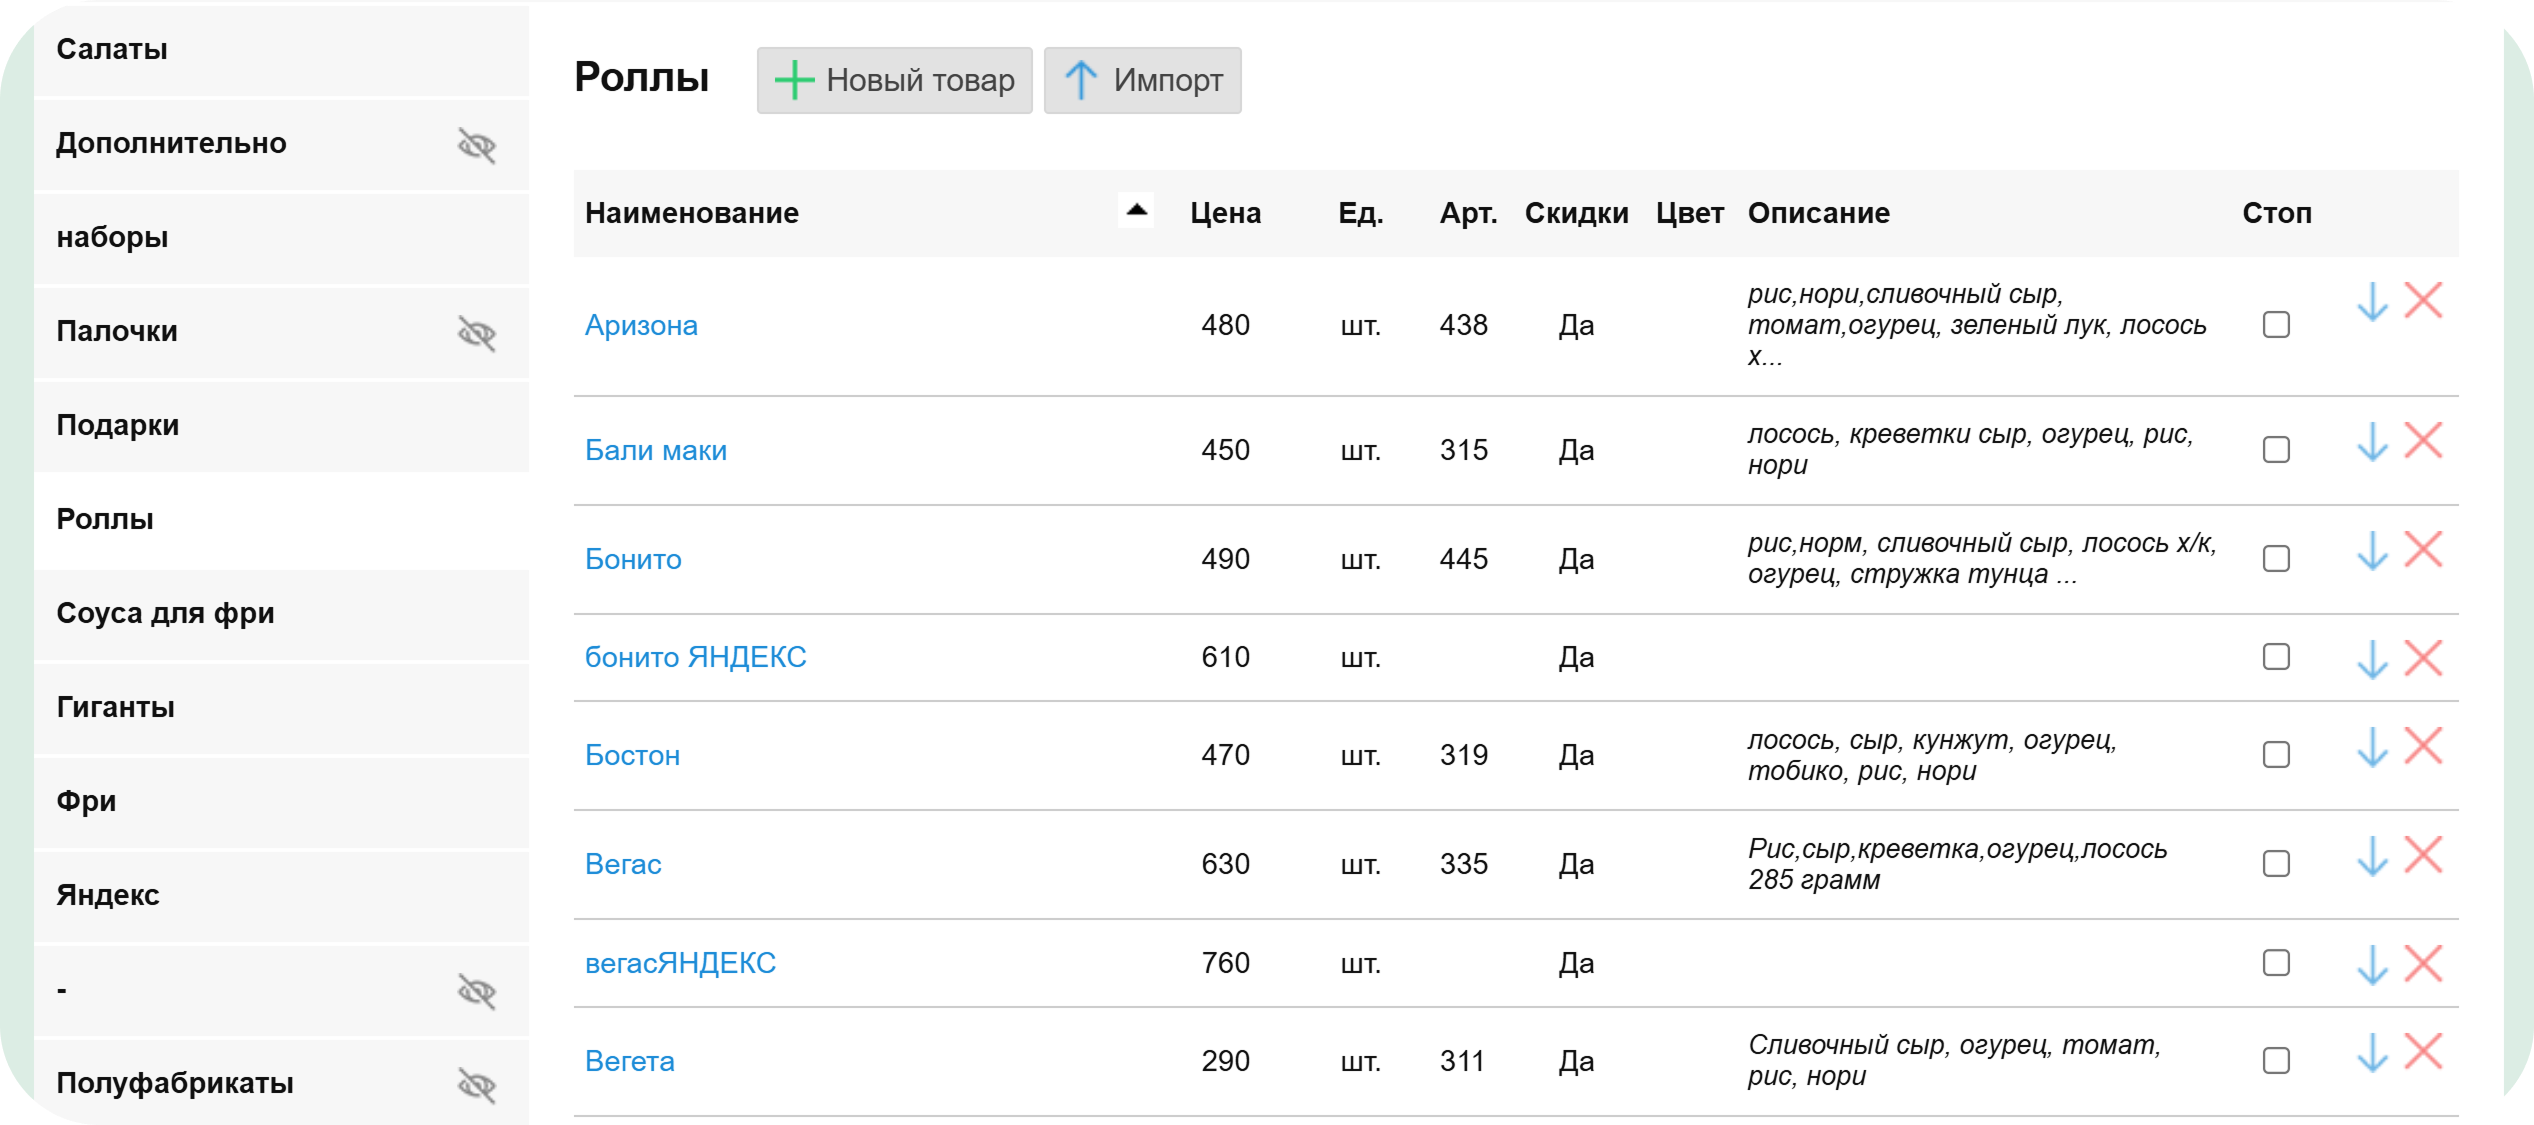 Салаты
Дополнительно
наборы
Палочки
Подарки
Роллы
Соуса для фри
Гиганты
Фри
Яндекс
-
Полуфабрикаты
Роллы Новый товар Импорт
Наименование Цена Ед. Арт. Скидки Цвет Описание Стоп
Аризона 480 шт. 438 Да рис,нори,сливочный сыр,
томат,огурец, зеленый лук, лосось
х...
Бали маки 450 шт. 315 Да лосось, креветки сыр, огурец, рис,
нори
Бонито 490 шт. 445 Да рис,норм, сливочный сыр, лосось х/к,
огурец, стружка тунца ...
бонито ЯНДЕКС 610 шт. Да
Бостон 470 шт. 319 Да лосось, сыр, кунжут, огурец,
тобико, рис, нори
Вегас 630 шт. 335 Да Рис,сыр,креветка,огурец,лосось
285 грамм
вегасЯНДЕКС 760 шт. Да
Вегета 290 шт. 311 Да Сливочный сыр, огурец, томат,
рис, нори